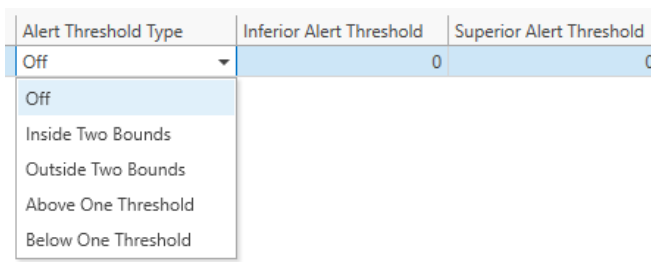 Alert Threshold Type Inferior Alert Threshold Superior Alert Threshold
Off 0 0
Off
Inside Two Bounds
Outside Two Bounds
Above One Threshold
Below One Threshold